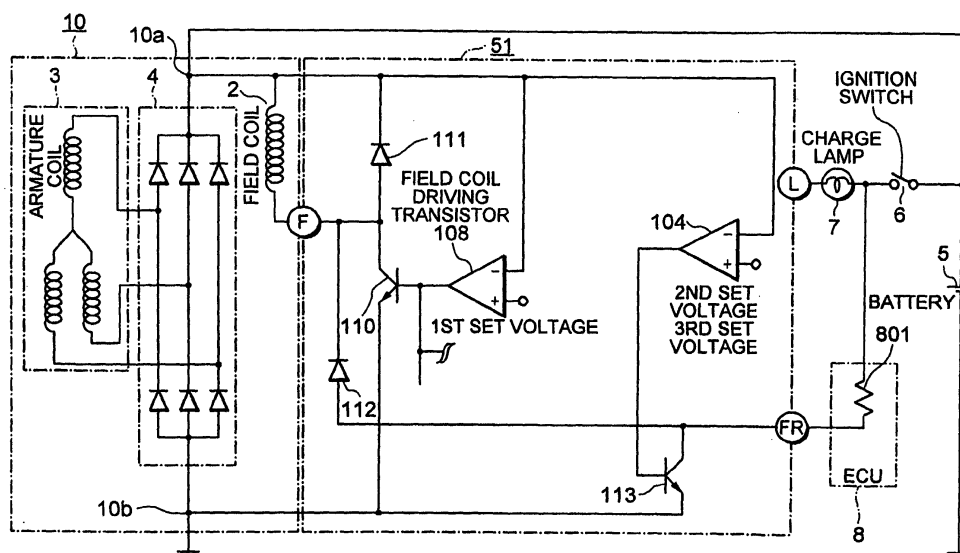 10
10a
51
3
4
2
ARMATURE
COIL
FIELD COIL
111
FIELD COIL
DRIVING
TRANSISTOR
108
104
IGNITION
SWITCH
CHARGE
LAMP
L
7
6
F
-
+
-
+
110
1ST SET VOLTAGE
2ND SET
VOLTAGE
3RD SET
VOLTAGE
5
BATTERY
801
112
FR
ECU
8
113
10b